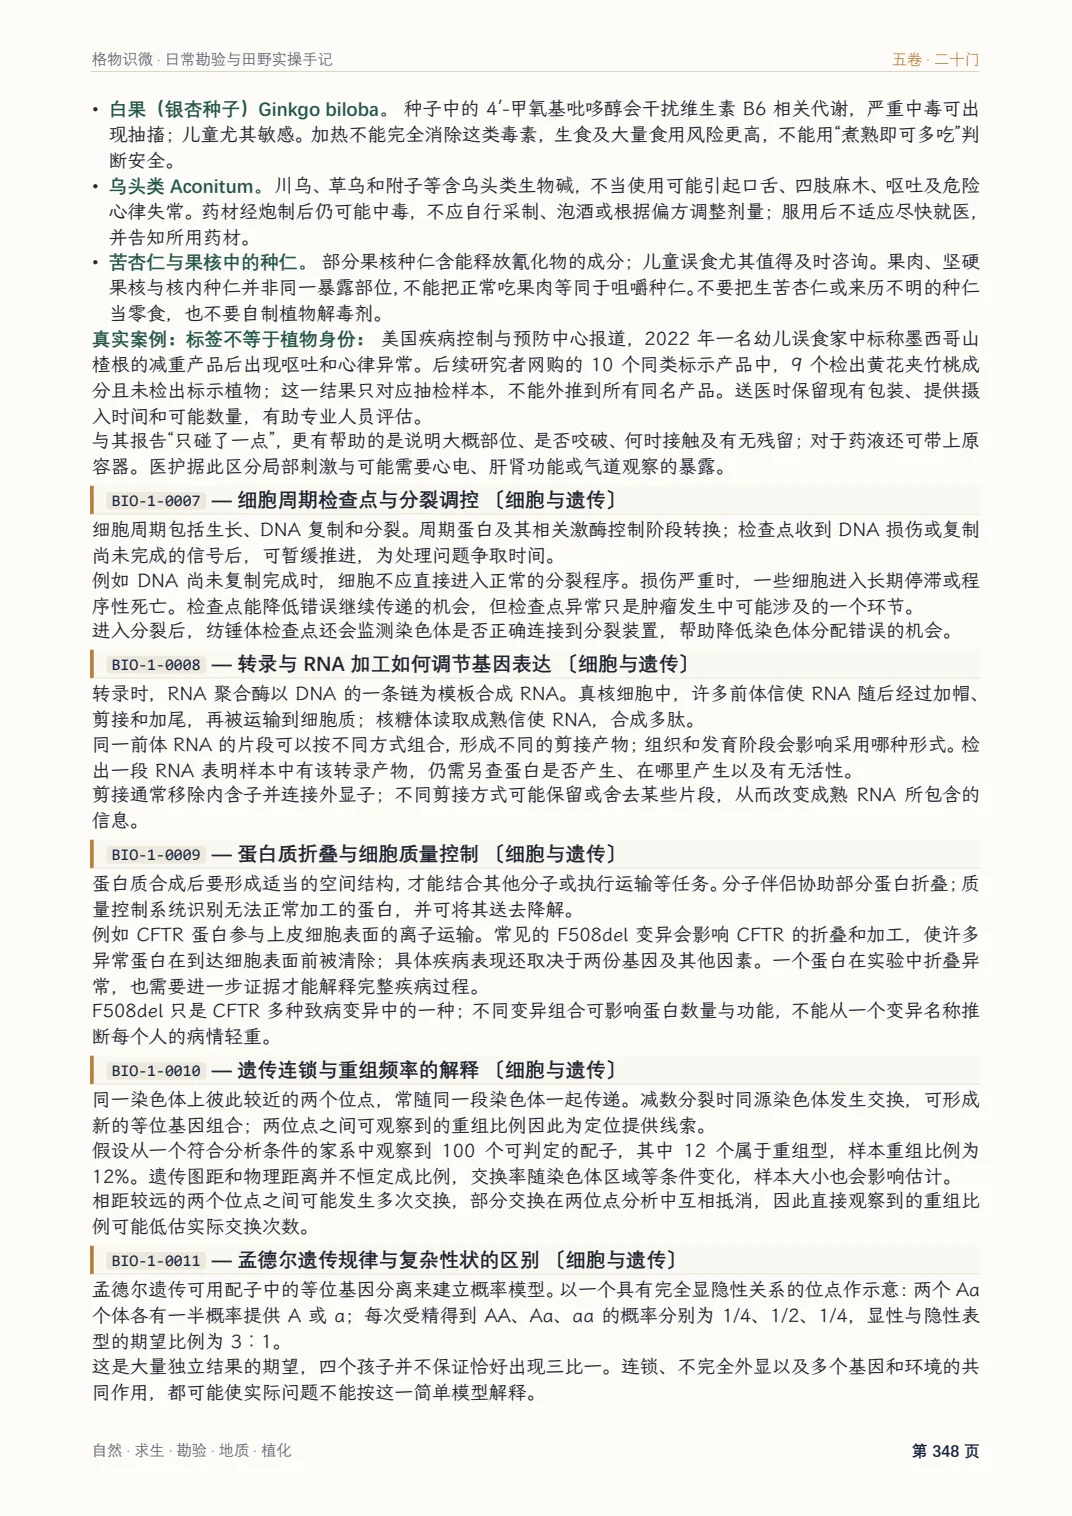 格物识微 · 日常勘验与田野实操手记
五卷 · 二十门
• 白果（银杏种子）Ginkgo biloba。 种子中的 4′-甲氧基吡哆醇会干扰维生素 B6 相关代谢，严重中毒可出
现抽搐；儿童尤其敏感。加热不能完全消除这类毒素，生食及大量食用风险更高，不能用“煮熟即可多吃”判
断安全。
• 乌头类 Aconitum。 川乌、草乌和附子等含乌头类生物碱，不当使用可能引起口舌、四肢麻木、呕吐及危险
心律失常。药材经炮制后仍可能中毒，不应自行采制、泡酒或根据偏方调整剂量；服用后不适应尽快就医，
并告知所用药材。
• 苦杏仁与果核中的种仁。 部分果核种仁含能释放氰化物的成分；儿童误食尤其值得及时咨询。果肉、坚硬
果核与核内种仁并非同一暴露部位，不能把正常吃果肉等同于咀嚼种仁。不要把生苦杏仁或来历不明的种仁
当零食，也不要自制植物解毒剂。
真实案例：标签不等于植物身份： 美国疾病控制与预防中心报道，2022 年一名幼儿误食家中标称墨西哥山
楂根的减重产品后出现呕吐和心律异常。后续研究者网购的 10 个同类标示产品中，9 个检出黄花夹竹桃成
分且未检出标示植物；这一结果只对应抽检样本，不能外推到所有同名产品。送医时保留现有包装、提供摄
入时间和可能数量，有助专业人员评估。
与其报告“只碰了一点”，更有帮助的是说明大概部位、是否咬破、何时接触及有无残留；对于药液还可带上原
容器。医护据此区分局部刺激与可能需要心电、肝肾功能或气道观察的暴露。
BIO-1-0007 — 细胞周期检查点与分裂调控 〔细胞与遗传〕
细胞周期包括生长、DNA 复制和分裂。周期蛋白及其相关激酶控制阶段转换；检查点收到 DNA 损伤或复制
尚未完成的信号后，可暂缓推进，为处理问题争取时间。
例如 DNA 尚未复制完成时，细胞不应直接进入正常的分裂程序。损伤严重时，一些细胞进入长期停滞或程
序性死亡。检查点能降低错误继续传递的机会，但检查点异常只是肿瘤发生中可能涉及的一个环节。
进入分裂后，纺锤体检查点还会监测染色体是否正确连接到分裂装置，帮助降低染色体分配错误的机会。
BIO-1-0008 — 转录与 RNA 加工如何调节基因表达 〔细胞与遗传〕
转录时，RNA 聚合酶以 DNA 的一条链为模板合成 RNA。真核细胞中，许多前体信使 RNA 随后经过加帽、
剪接和加尾，再被运输到细胞质；核糖体读取成熟信使 RNA，合成多肽。
同一前体 RNA 的片段可以按不同方式组合，形成不同的剪接产物；组织和发育阶段会影响采用哪种形式。检
出一段 RNA 表明样本中有该转录产物，仍需另查蛋白是否产生、在哪里产生以及有无活性。
剪接通常移除内含子并连接外显子；不同剪接方式可能保留或舍去某些片段，从而改变成熟 RNA 所包含的
信息。
BIO-1-0009 — 蛋白质折叠与细胞质量控制 〔细胞与遗传〕
蛋白质合成后要形成适当的空间结构，才能结合其他分子或执行运输等任务。分子伴侣协助部分蛋白折叠；质
量控制系统识别无法正常加工的蛋白，并可将其送去降解。
例如 CFTR 蛋白参与上皮细胞表面的离子运输。常见的 F508del 变异会影响 CFTR 的折叠和加工，使许多
异常蛋白在到达细胞表面前被清除；具体疾病表现还取决于两份基因及其他因素。一个蛋白在实验中折叠异
常，也需要进一步证据才能解释完整疾病过程。
F508del 只是 CFTR 多种致病变异中的一种；不同变异组合可影响蛋白数量与功能，不能从一个变异名称推
断每个人的病情轻重。
BIO-1-0010 — 遗传连锁与重组频率的解释 〔细胞与遗传〕
同一染色体上彼此较近的两个位点，常随同一段染色体一起传递。减数分裂时同源染色体发生交换，可形成
新的等位基因组合；两位点之间可观察到的重组比例因此为定位提供线索。
假设从一个符合分析条件的家系中观察到 100 个可判定的配子，其中 12 个属于重组型，样本重组比例为
12%。遗传图距和物理距离并不恒定成比例，交换率随染色体区域等条件变化，样本大小也会影响估计。
相距较远的两个位点之间可能发生多次交换，部分交换在两位点分析中互相抵消，因此直接观察到的重组比
例可能低估实际交换次数。
BIO-1-0011 — 孟德尔遗传规律与复杂性状的区别 〔细胞与遗传〕
孟德尔遗传可用配子中的等位基因分离来建立概率模型。以一个具有完全显隐性关系的位点作示意：两个 Aa
个体各有一半概率提供 A 或 a；每次受精得到 AA、Aa、aa 的概率分别为 1/4、1/2、1/4，显性与隐性表
型的期望比例为 3∶1。
这是大量独立结果的期望，四个孩子并不保证恰好出现三比一。连锁、不完全外显以及多个基因和环境的共
同作用，都可能使实际问题不能按这一简单模型解释。
自然 · 求生 · 勘验 · 地质 · 植化
第 348 页